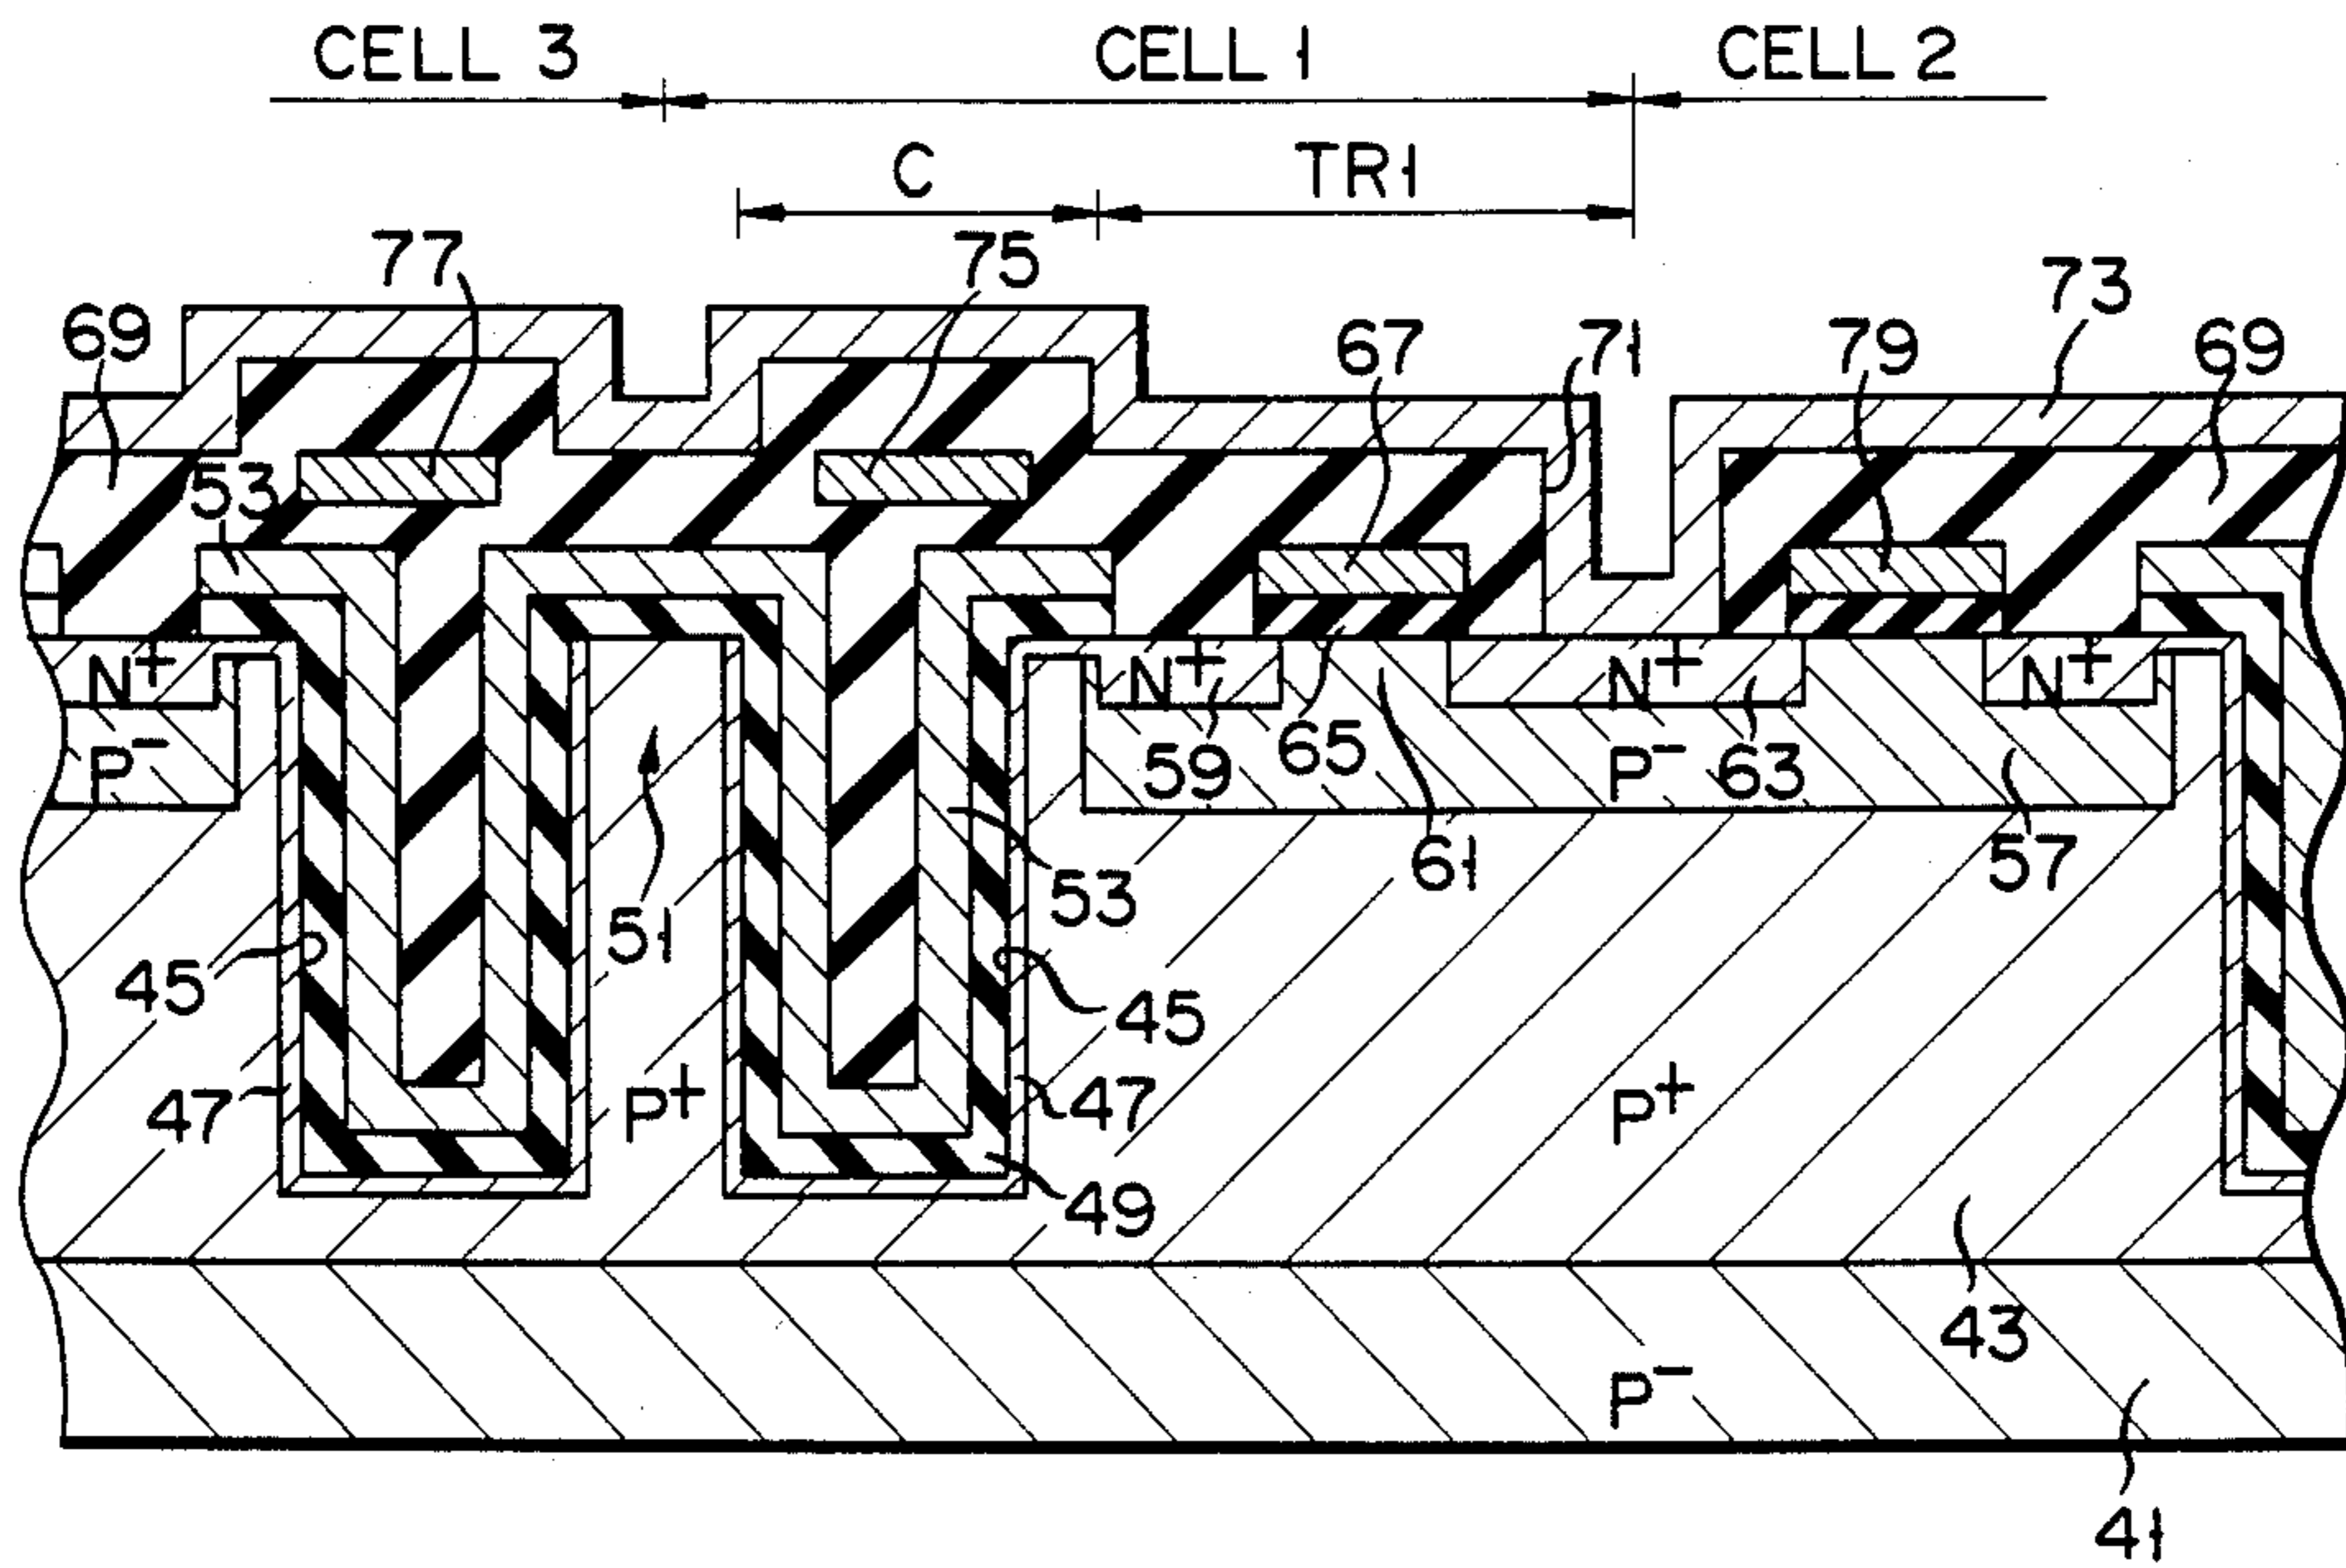 CELL 3 CELL 1 CELL 2
C TR1
77 75 73
69 67 71 79 69
53
N+ N+ N+ N+
P- 59 65 P- 63
61 57
53
51
45 45
47 P+ 47 P+
49
43
P-
41